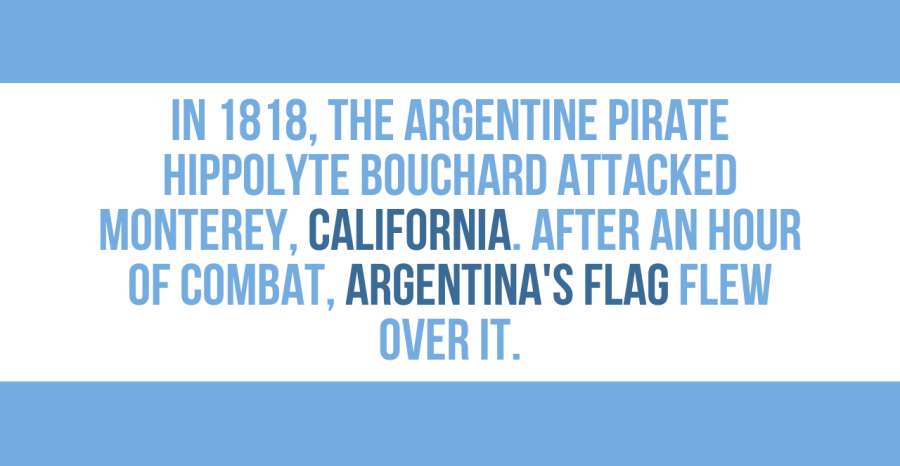 IN 1818, THE ARGENTINE PIRATE
HIPPOLYTE BOUCHARD ATTACKED
MONTEREY, CALIFORNIA. AFTER AN HOUR
OF COMBAT, ARGENTINA'S FLAG FLEW
OVER IT.